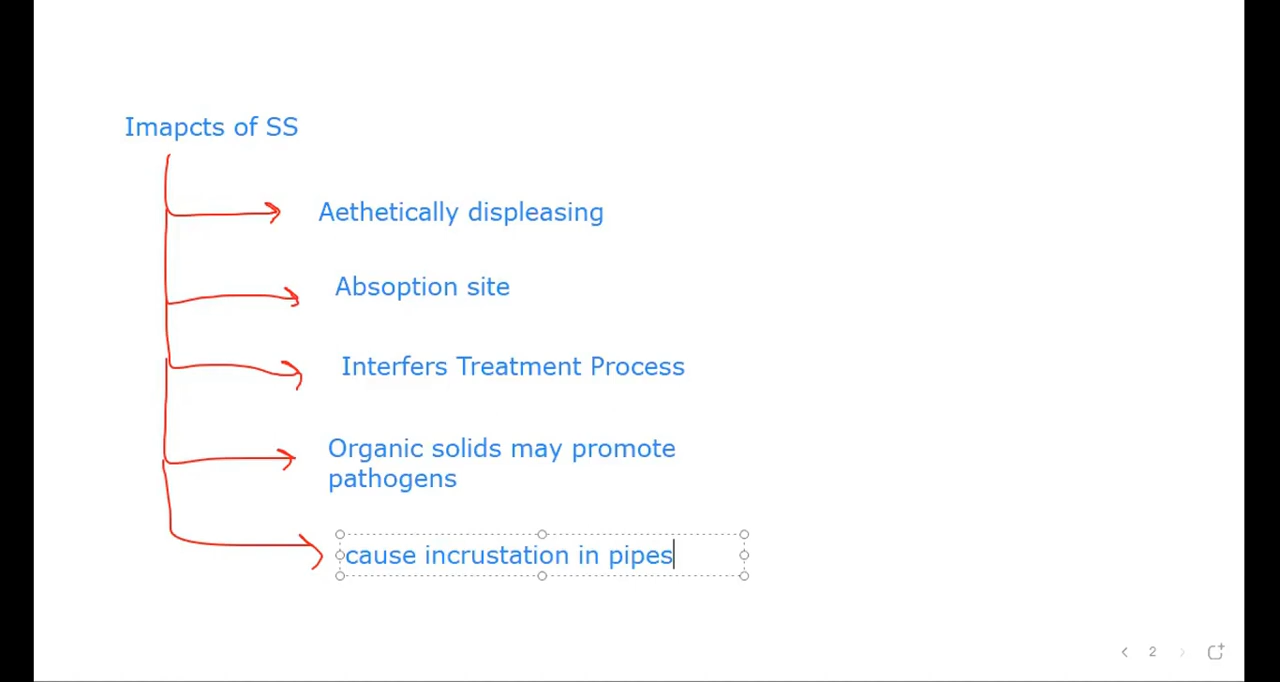 Imapcts of SS
Aethetically displeasing
Absoption site
Interfers Treatment Process
Organic solids may promote
pathogens
cause incrustation in pipes
2